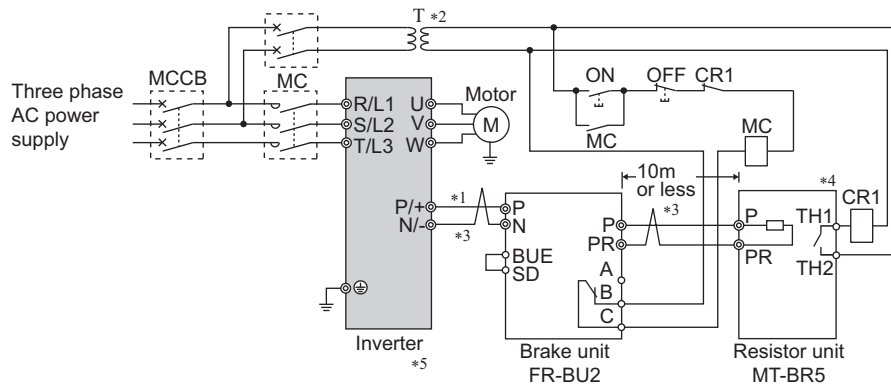 T *2
ON OFF CR1
MCCB MC
Three phase
AC power
supply
R/L1 U Motor
S/L2 V M
T/L3 W
MC MC
10m
or less
*4
P/+ *1 P
N/- *3 N
P *3 P TH1 CR1
PR PR TH2
BUE A
SD B
C
Inverter
*5
Brake unit
FR-BU2
Resistor unit
MT-BR5